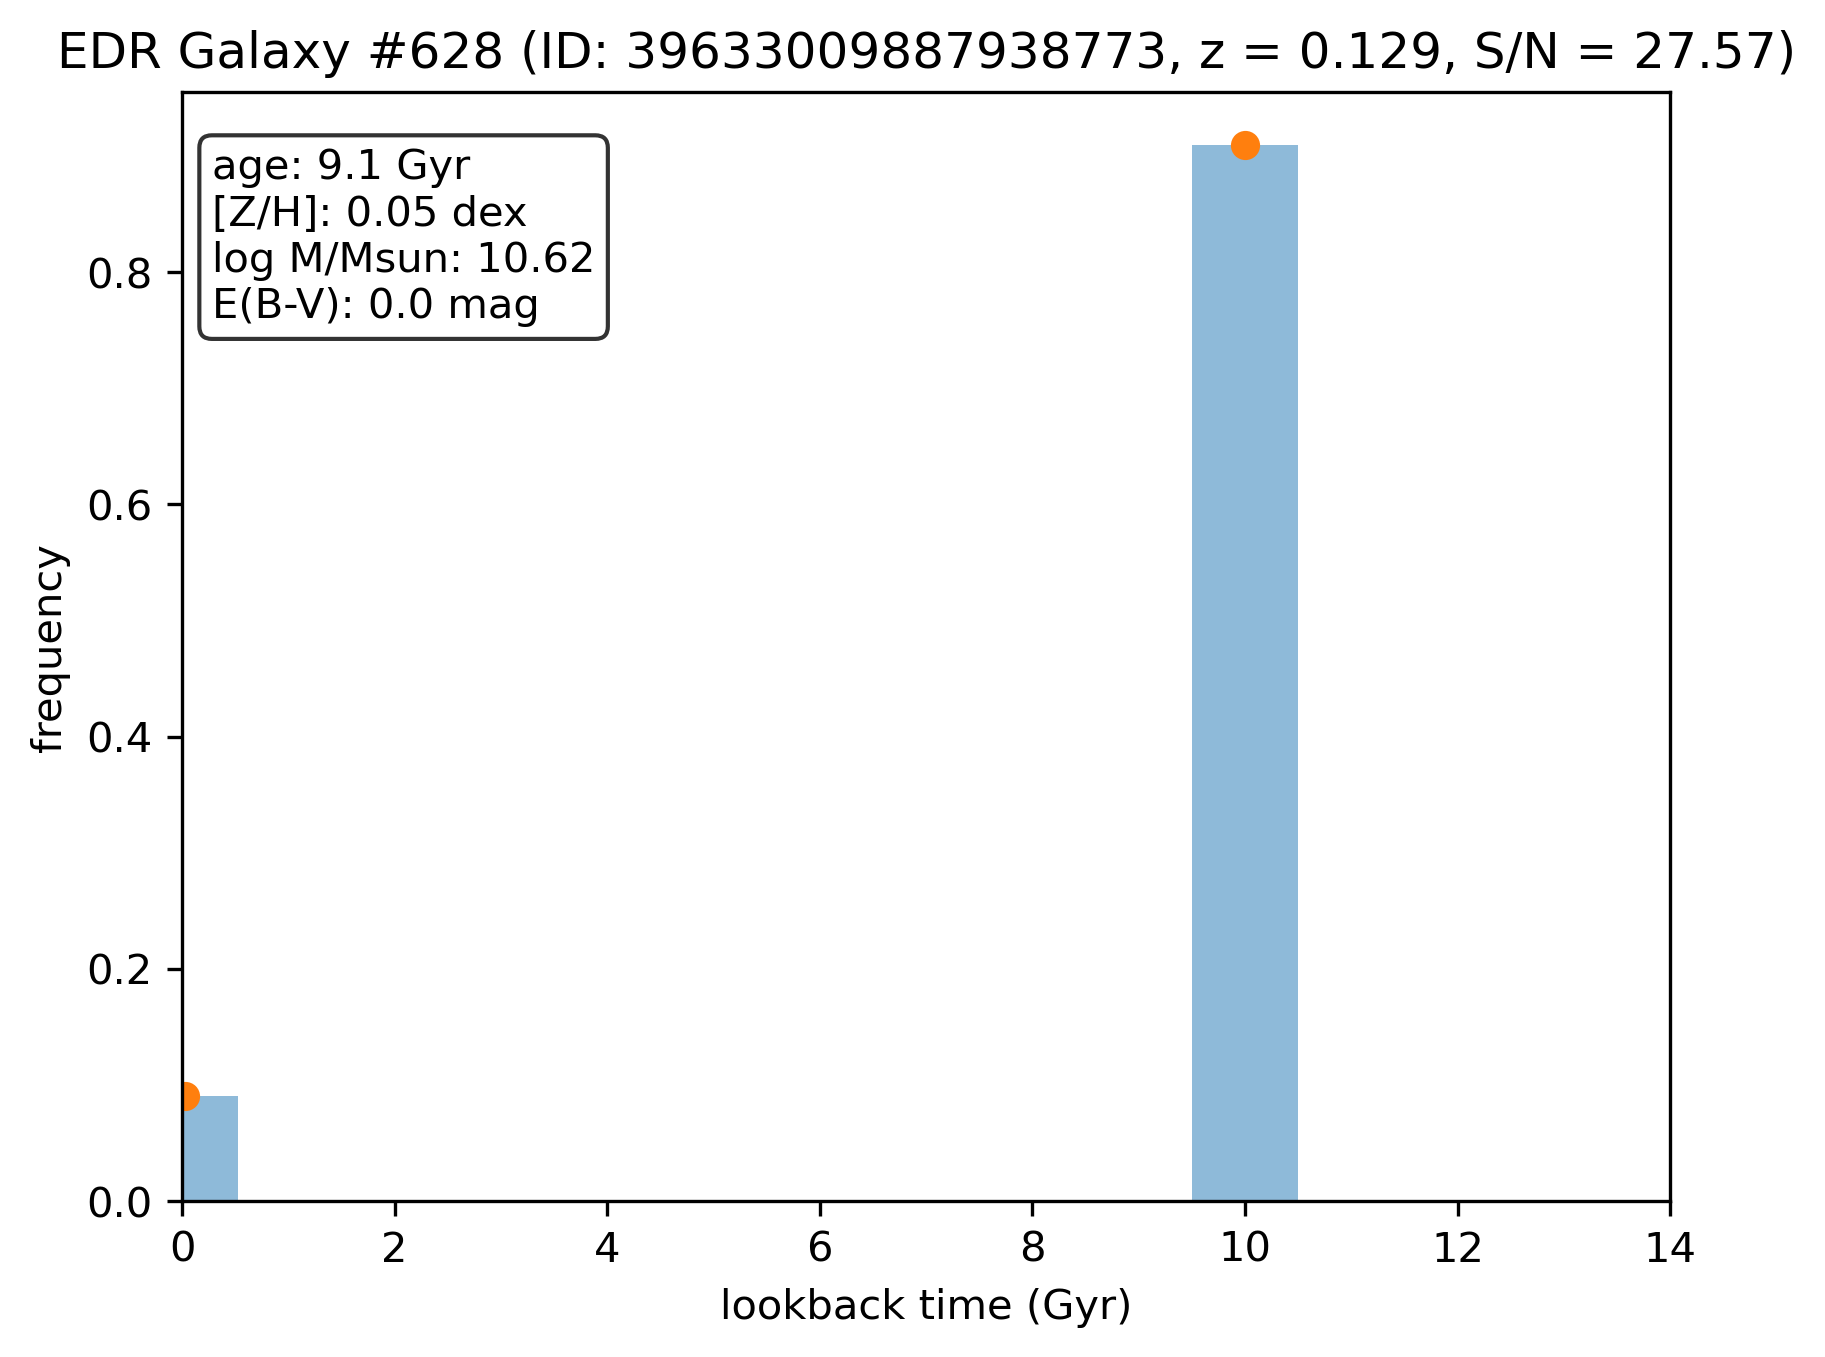 EDR Galaxy #628 (ID: 39633009887938773, z = 0.129, S/N = 27.57)
age: 9.1 Gyr
[Z/H]: 0.05 dex
log M/Msun: 10.62
E(B-V): 0.0 mag
0.8
0.6
0.4
0.2
0.0
frequency
0 2 4 6 8 10 12 14
lookback time (Gyr)